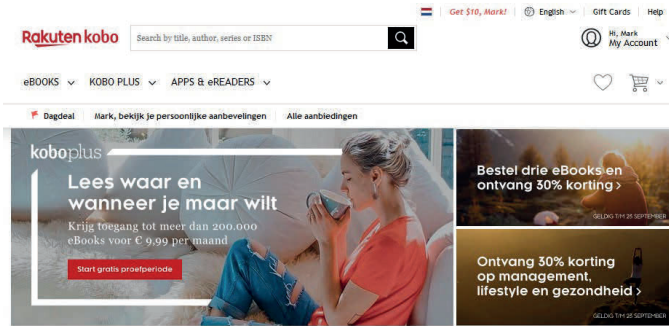 Get $10, Mark!
English
Gift Cards
Help
Rakuten kobo
Search by title, author, series or ISBN
Hi, Mark
My Account
eBOOKS
KOBO PLUS
APPS & eREADERS
Dagdeal
Mark, bekijk je persoonlijke aanbevelingen
Alle aanbiedingen
koboplus
Lees waar en
wanneer je maar wilt
Krijg toegang tot meer dan 200.000
eBooks voor € 9,99 per maand
Start gratis proefperiode
Bestel drie eBooks en
ontvang 30% korting >
GELDIG T/M 25 SEPTEMBER
Ontvang 30% korting
op management,
lifestyle en gezondheid >
GELDIG T/M 25 SEPTEMBER